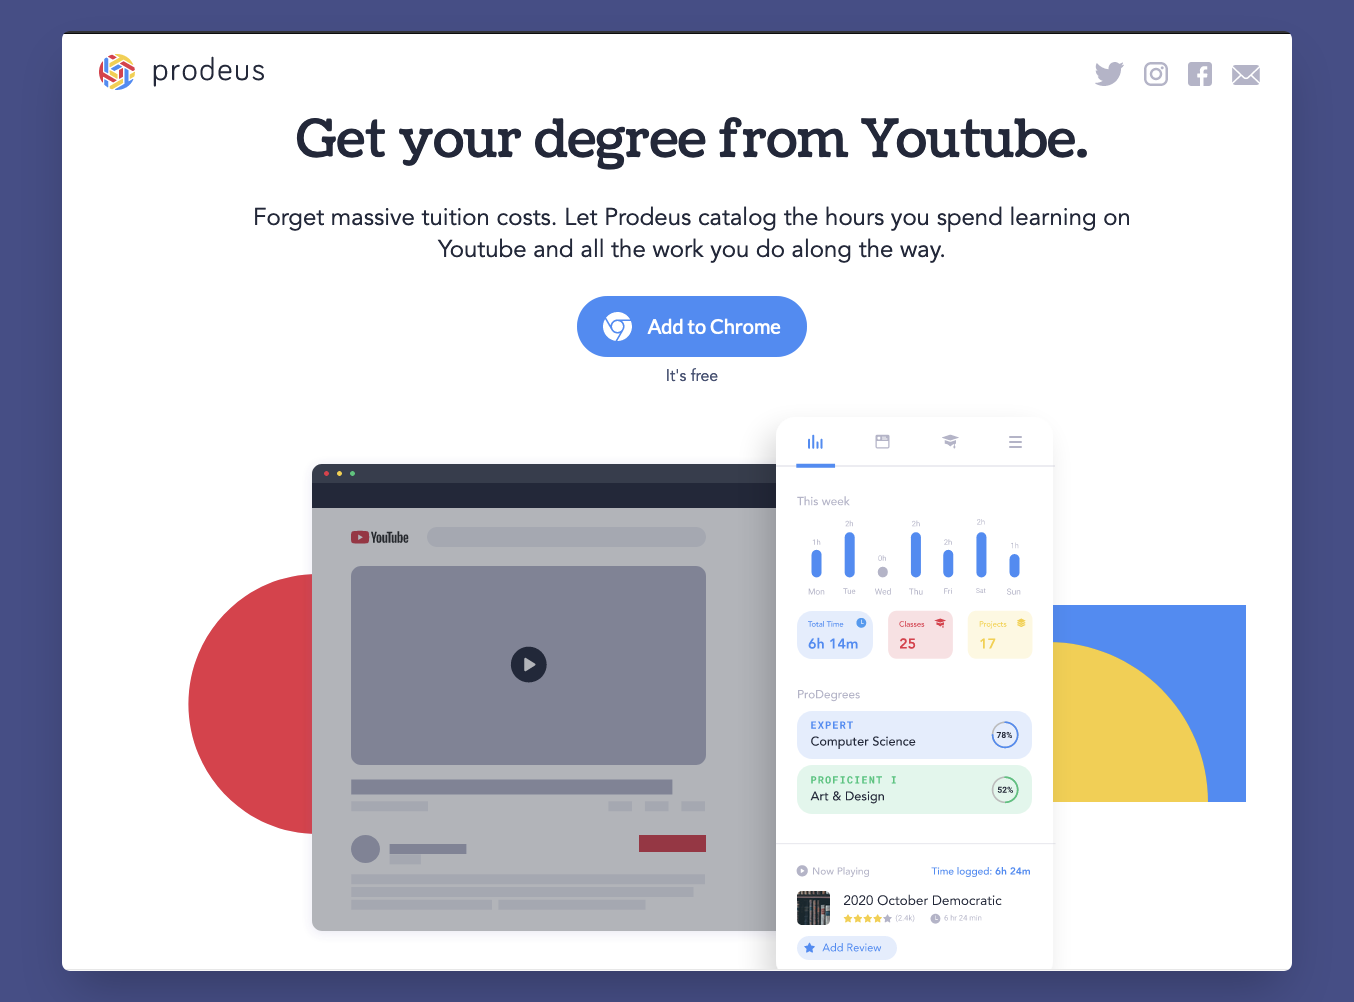 prodeus
Get your degree from Youtube.
Forget massive tuition costs. Let Prodeus catalog the hours you spend learning on
Youtube and all the work you do along the way.
Add to Chrome
It's free
YouTube
This week
1h 2h 0h 2h 2h 2h 1h
Mon Tue Wed Thu Fri Sat Sun
Total Time Classes Projects
6h 14m 25 17
ProDegrees
EXPERT
Computer Science 78%
PROFICIENT I
Art & Design 52%
Now Playing Time logged: 6h 24m
2020 October Democratic
(2.4k) 6 hr 24 min
Add Review